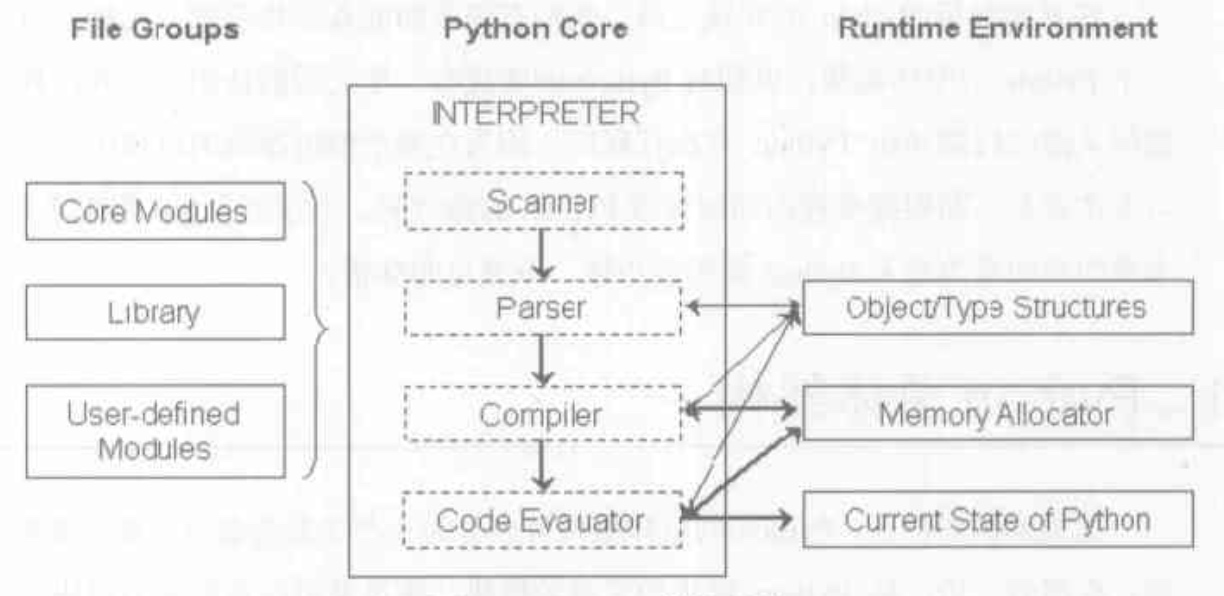 File Groups
Python Core
Runtime Environment
INTERPRETER
Core Modules
Library
User-defined
Modules
Scanner
Parser
Compiler
Code Evaluator
Object/Type Structures
Memory Allocator
Current State of Python